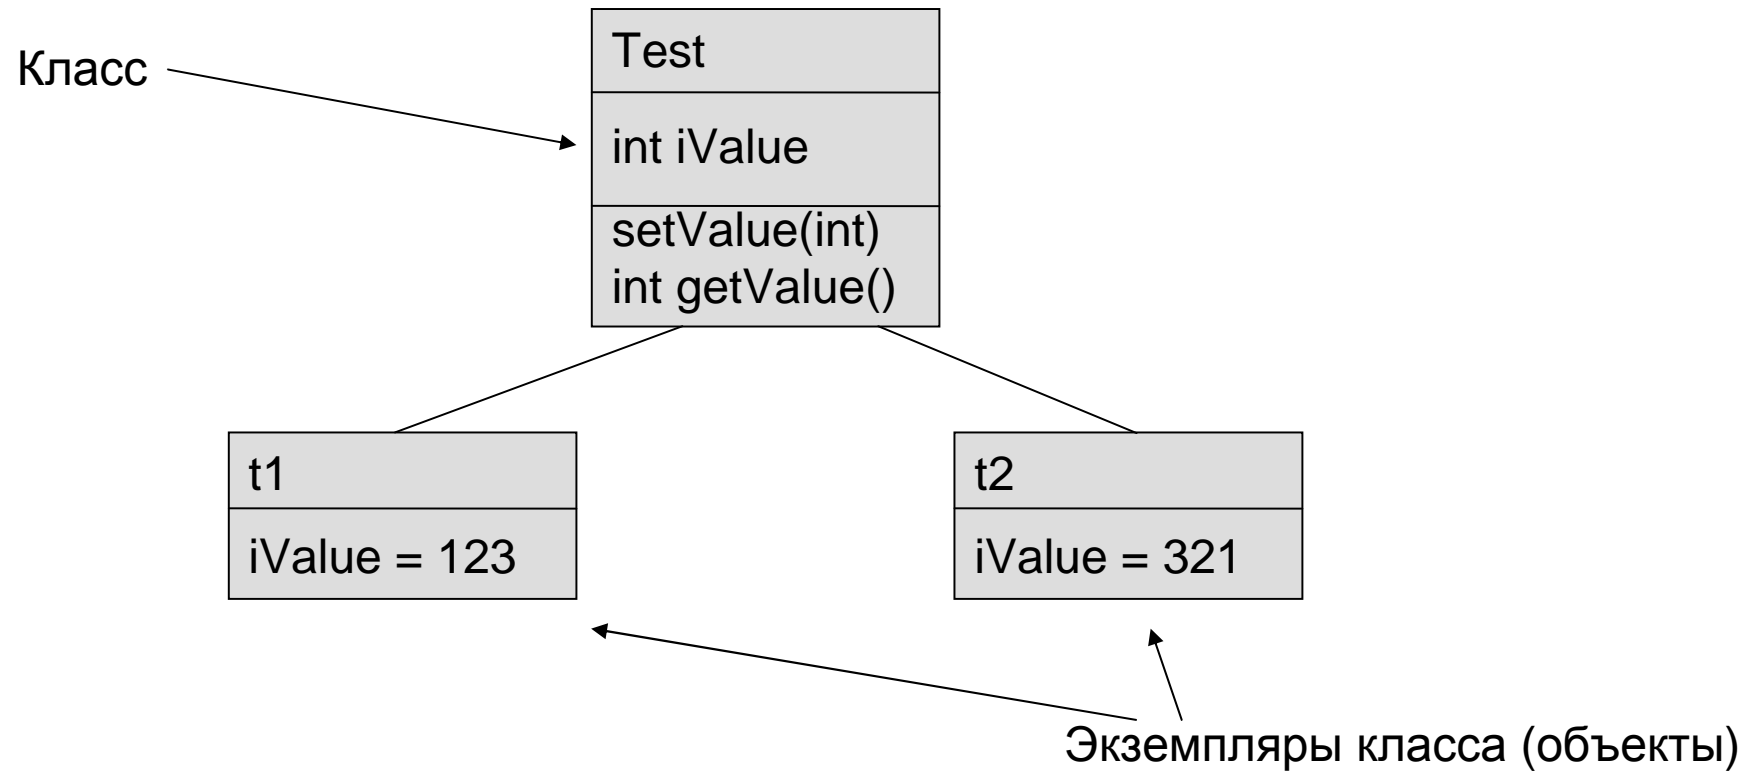 Test
Класс
int iValue
setValue(int)
int getValue()
t1
t2
iValue = 123
iValue = 321
Экземпляры класса (объекты)